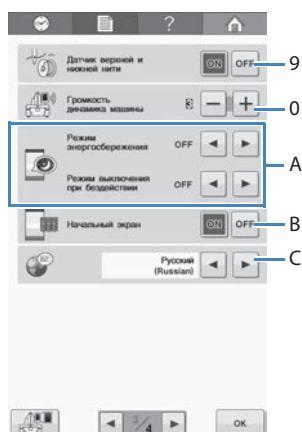 ?
Датчик верхней и
нижней нити
ON OFF 9
Громкость
динамика машины
3 − + 0
Режим
энергосбережения OFF
A
Режим выключения
при бездействии OFF
Начальный экран ON OFF B
Русский
(Russian) C
3/4 OK